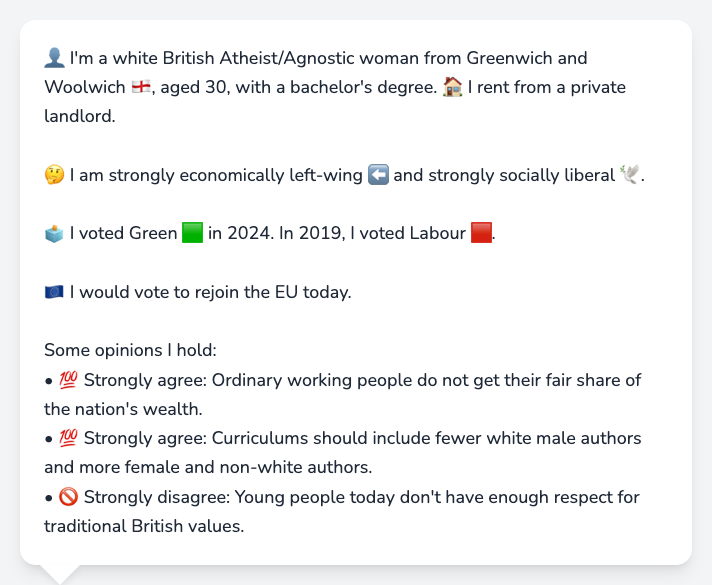 👤 I'm a white British Atheist/Agnostic woman from Greenwich and
Woolwich 🏴󠁧󠁢󠁥󠁮󠁧󠁿, aged 30, with a bachelor's degree. 🏠 I rent from a private
landlord.
🤔 I am strongly economically left-wing ⬅️ and strongly socially liberal 🕊️.
🗳️ I voted Green 🟩 in 2024. In 2019, I voted Labour 🟥.
🇪🇺 I would vote to rejoin the EU today.
Some opinions I hold:
• 💯 Strongly agree: Ordinary working people do not get their fair share of
the nation's wealth.
• 💯 Strongly agree: Curriculums should include fewer white male authors
and more female and non-white authors.
• 🚫 Strongly disagree: Young people today don't have enough respect for
traditional British values.